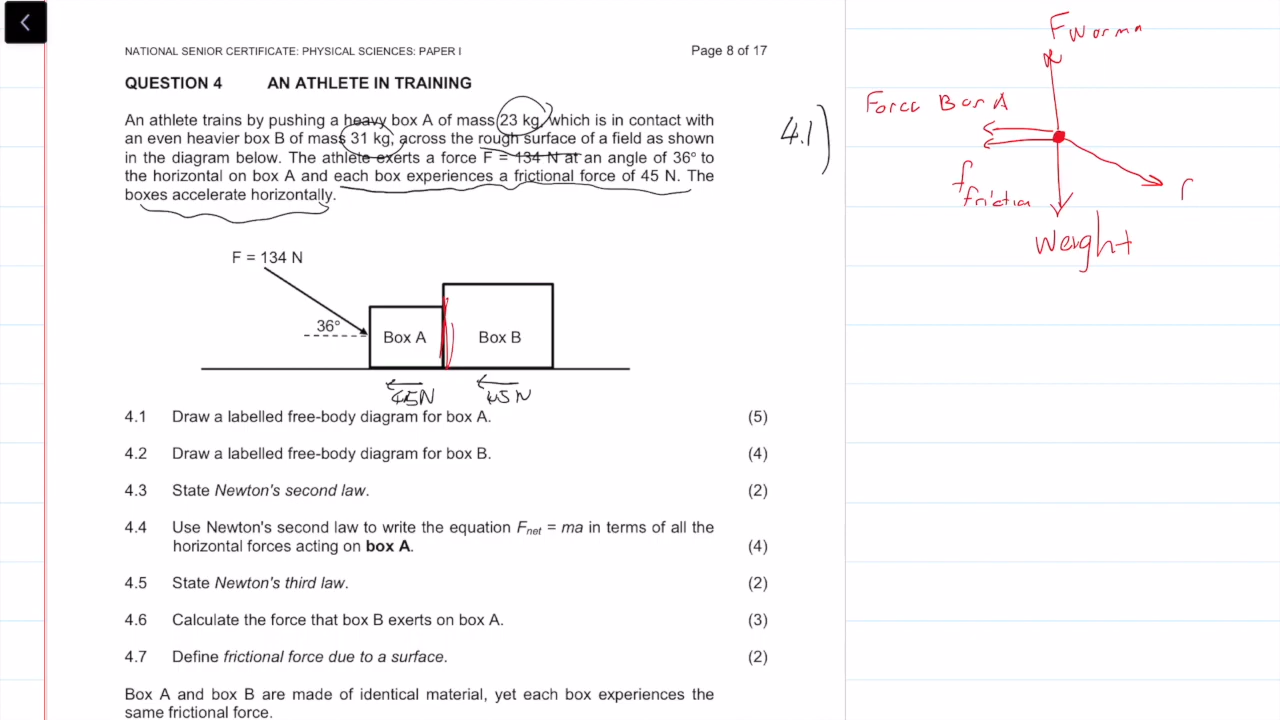 NATIONAL SENIOR CERTIFICATE: PHYSICAL SCIENCES: PAPER I
Page 8 of 17
QUESTION 4 AN ATHLETE IN TRAINING
An athlete trains by pushing a heavy box A of mass 23 kg, which is in contact with
an even heavier box B of mass 31 kg, across the rough surface of a field as shown
in the diagram below. The athlete exerts a force F = 134 N at an angle of 36° to
the horizontal on box A and each box experiences a frictional force of 45 N. The
boxes accelerate horizontally.
F = 134 N
36°
Box A
Box B
45N
45N
4.1 Draw a labelled free-body diagram for box A. (5)
4.2 Draw a labelled free-body diagram for box B. (4)
4.3 State Newton's second law. (2)
4.4 Use Newton's second law to write the equation Fnet = ma in terms of all the
horizontal forces acting on box A. (4)
4.5 State Newton's third law. (2)
4.6 Calculate the force that box B exerts on box A. (3)
4.7 Define frictional force due to a surface. (2)
Box A and box B are made of identical material, yet each box experiences the
same frictional force.
4.1)
F Norma
Force B on A
f friction
Weight